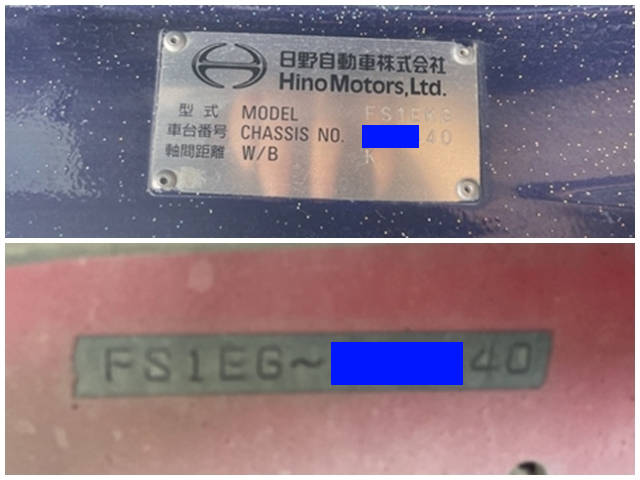 日野自動車株式会社
Hino Motors, Ltd.
型式 MODEL FS1EKG
車台番号 CHASSIS NO. 40
軸間距離 W/B K
FS1EG~ 40